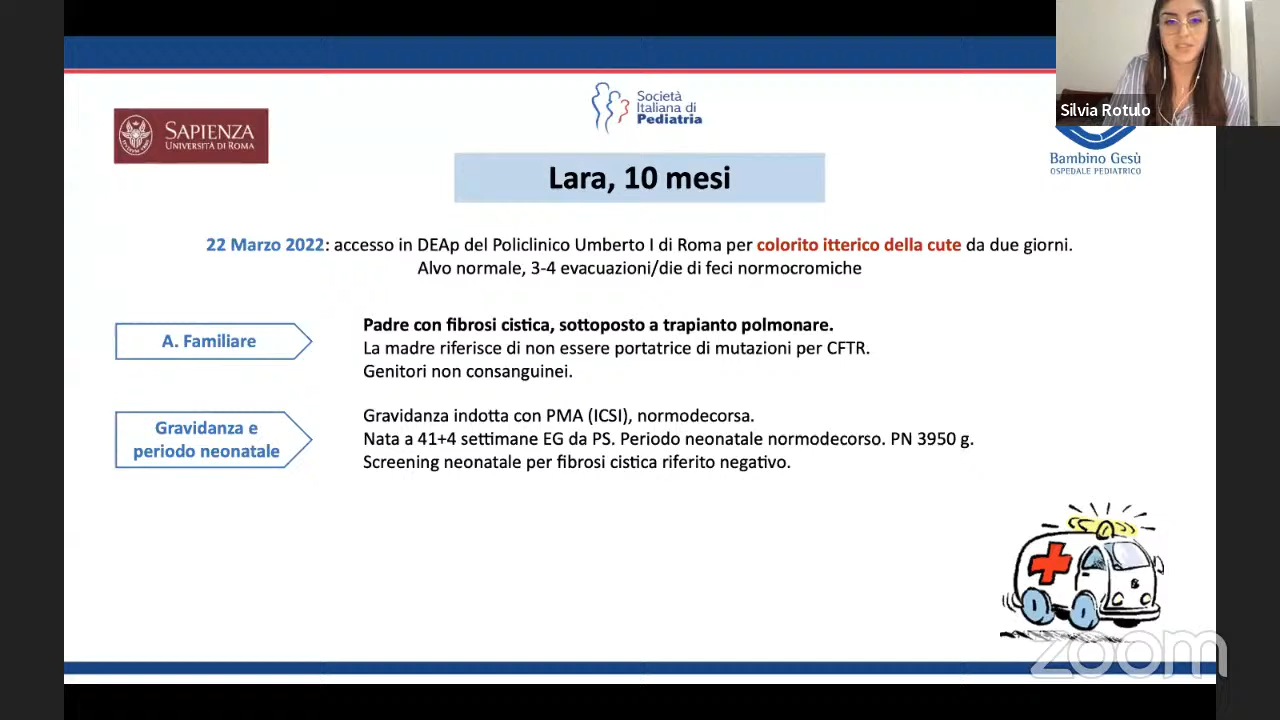 Silvia Rotulo
SAPIENZA
UNIVERSITÀ DI ROMA
Società
Italiana di
Pediatria
Bambino Gesù
OSPEDALE PEDIATRICO
Lara, 10 mesi
22 Marzo 2022: accesso in DEAp del Policlinico Umberto I di Roma per colorito itterico della cute da due giorni.
Alvo normale, 3-4 evacuazioni/die di feci normocromiche
A. Familiare
Padre con fibrosi cistica, sottoposto a trapianto polmonare.
La madre riferisce di non essere portatrice di mutazioni per CFTR.
Genitori non consanguinei.
Gravidanza e
periodo neonatale
Gravidanza indotta con PMA (ICSI), normodecorsa.
Nata a 41+4 settimane EG da PS. Periodo neonatale normodecorso. PN 3950 g.
Screening neonatale per fibrosi cistica riferito negativo.
zoom